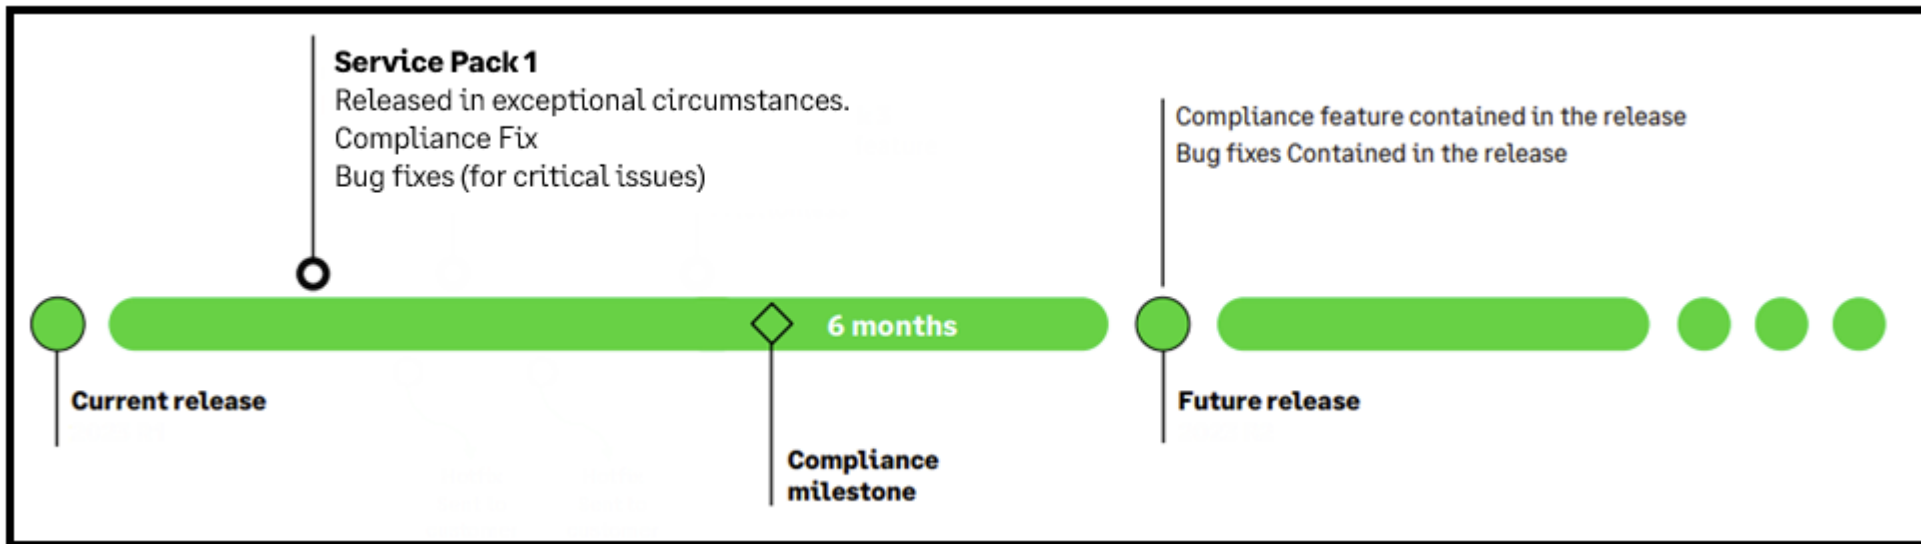 Service Pack 1
Released in exceptional circumstances.
Compliance Fix
Bug fixes (for critical issues)
Compliance feature contained in the release
Bug fixes Contained in the release
6 months
Current release
Future release
Compliance
milestone